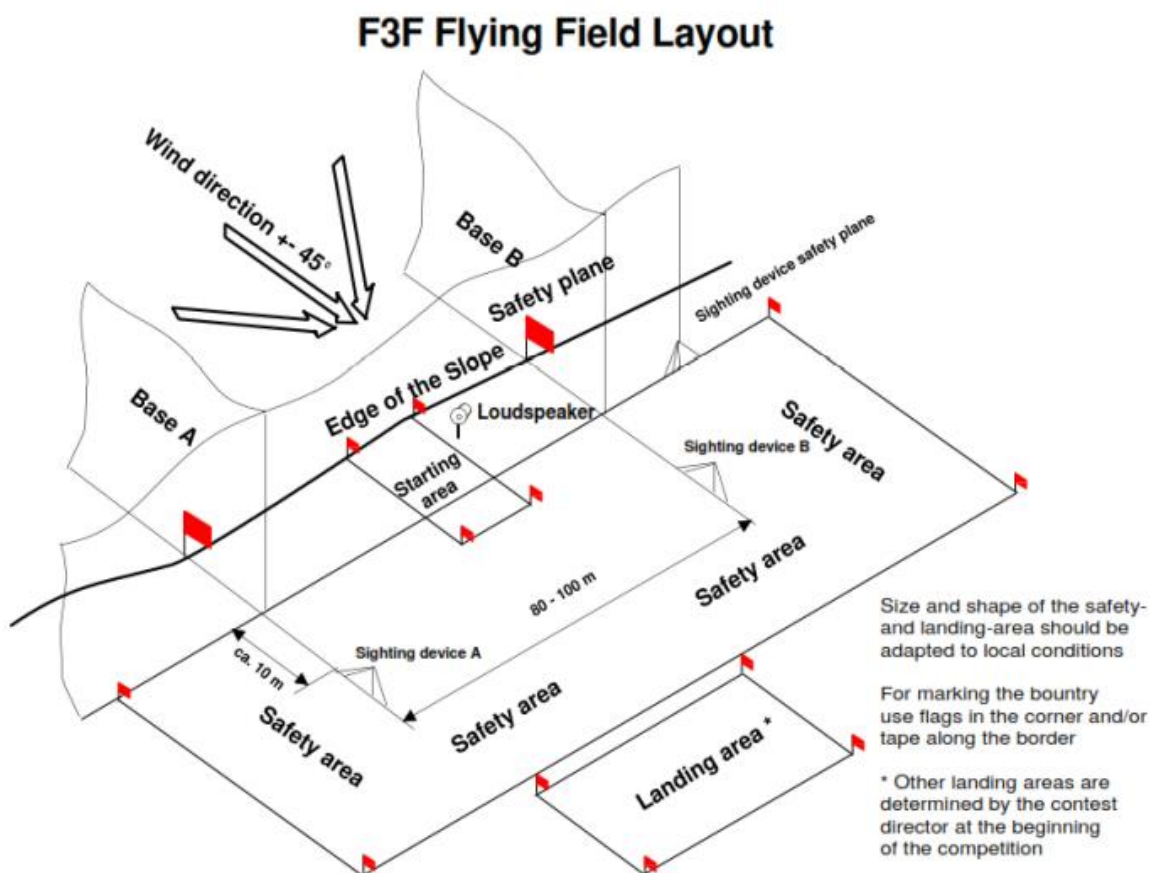 F3F Flying Field Layout
Wind direction +- 45°
Base B
Safety plane
Sighting device safety plane
Base A
Edge of the Slope
Loudspeaker
Starting
area
Sighting device B
Safety area
80 - 100 m
Safety area
Sighting device A
ca. 10 m
Safety area
Safety area
Landing area *
Size and shape of the safety-
and landing-area should be
adapted to local conditions
For marking the bountry
use flags in the corner and/or
tape along the border
* Other landing areas are
determined by the contest
director at the beginning
of the competition